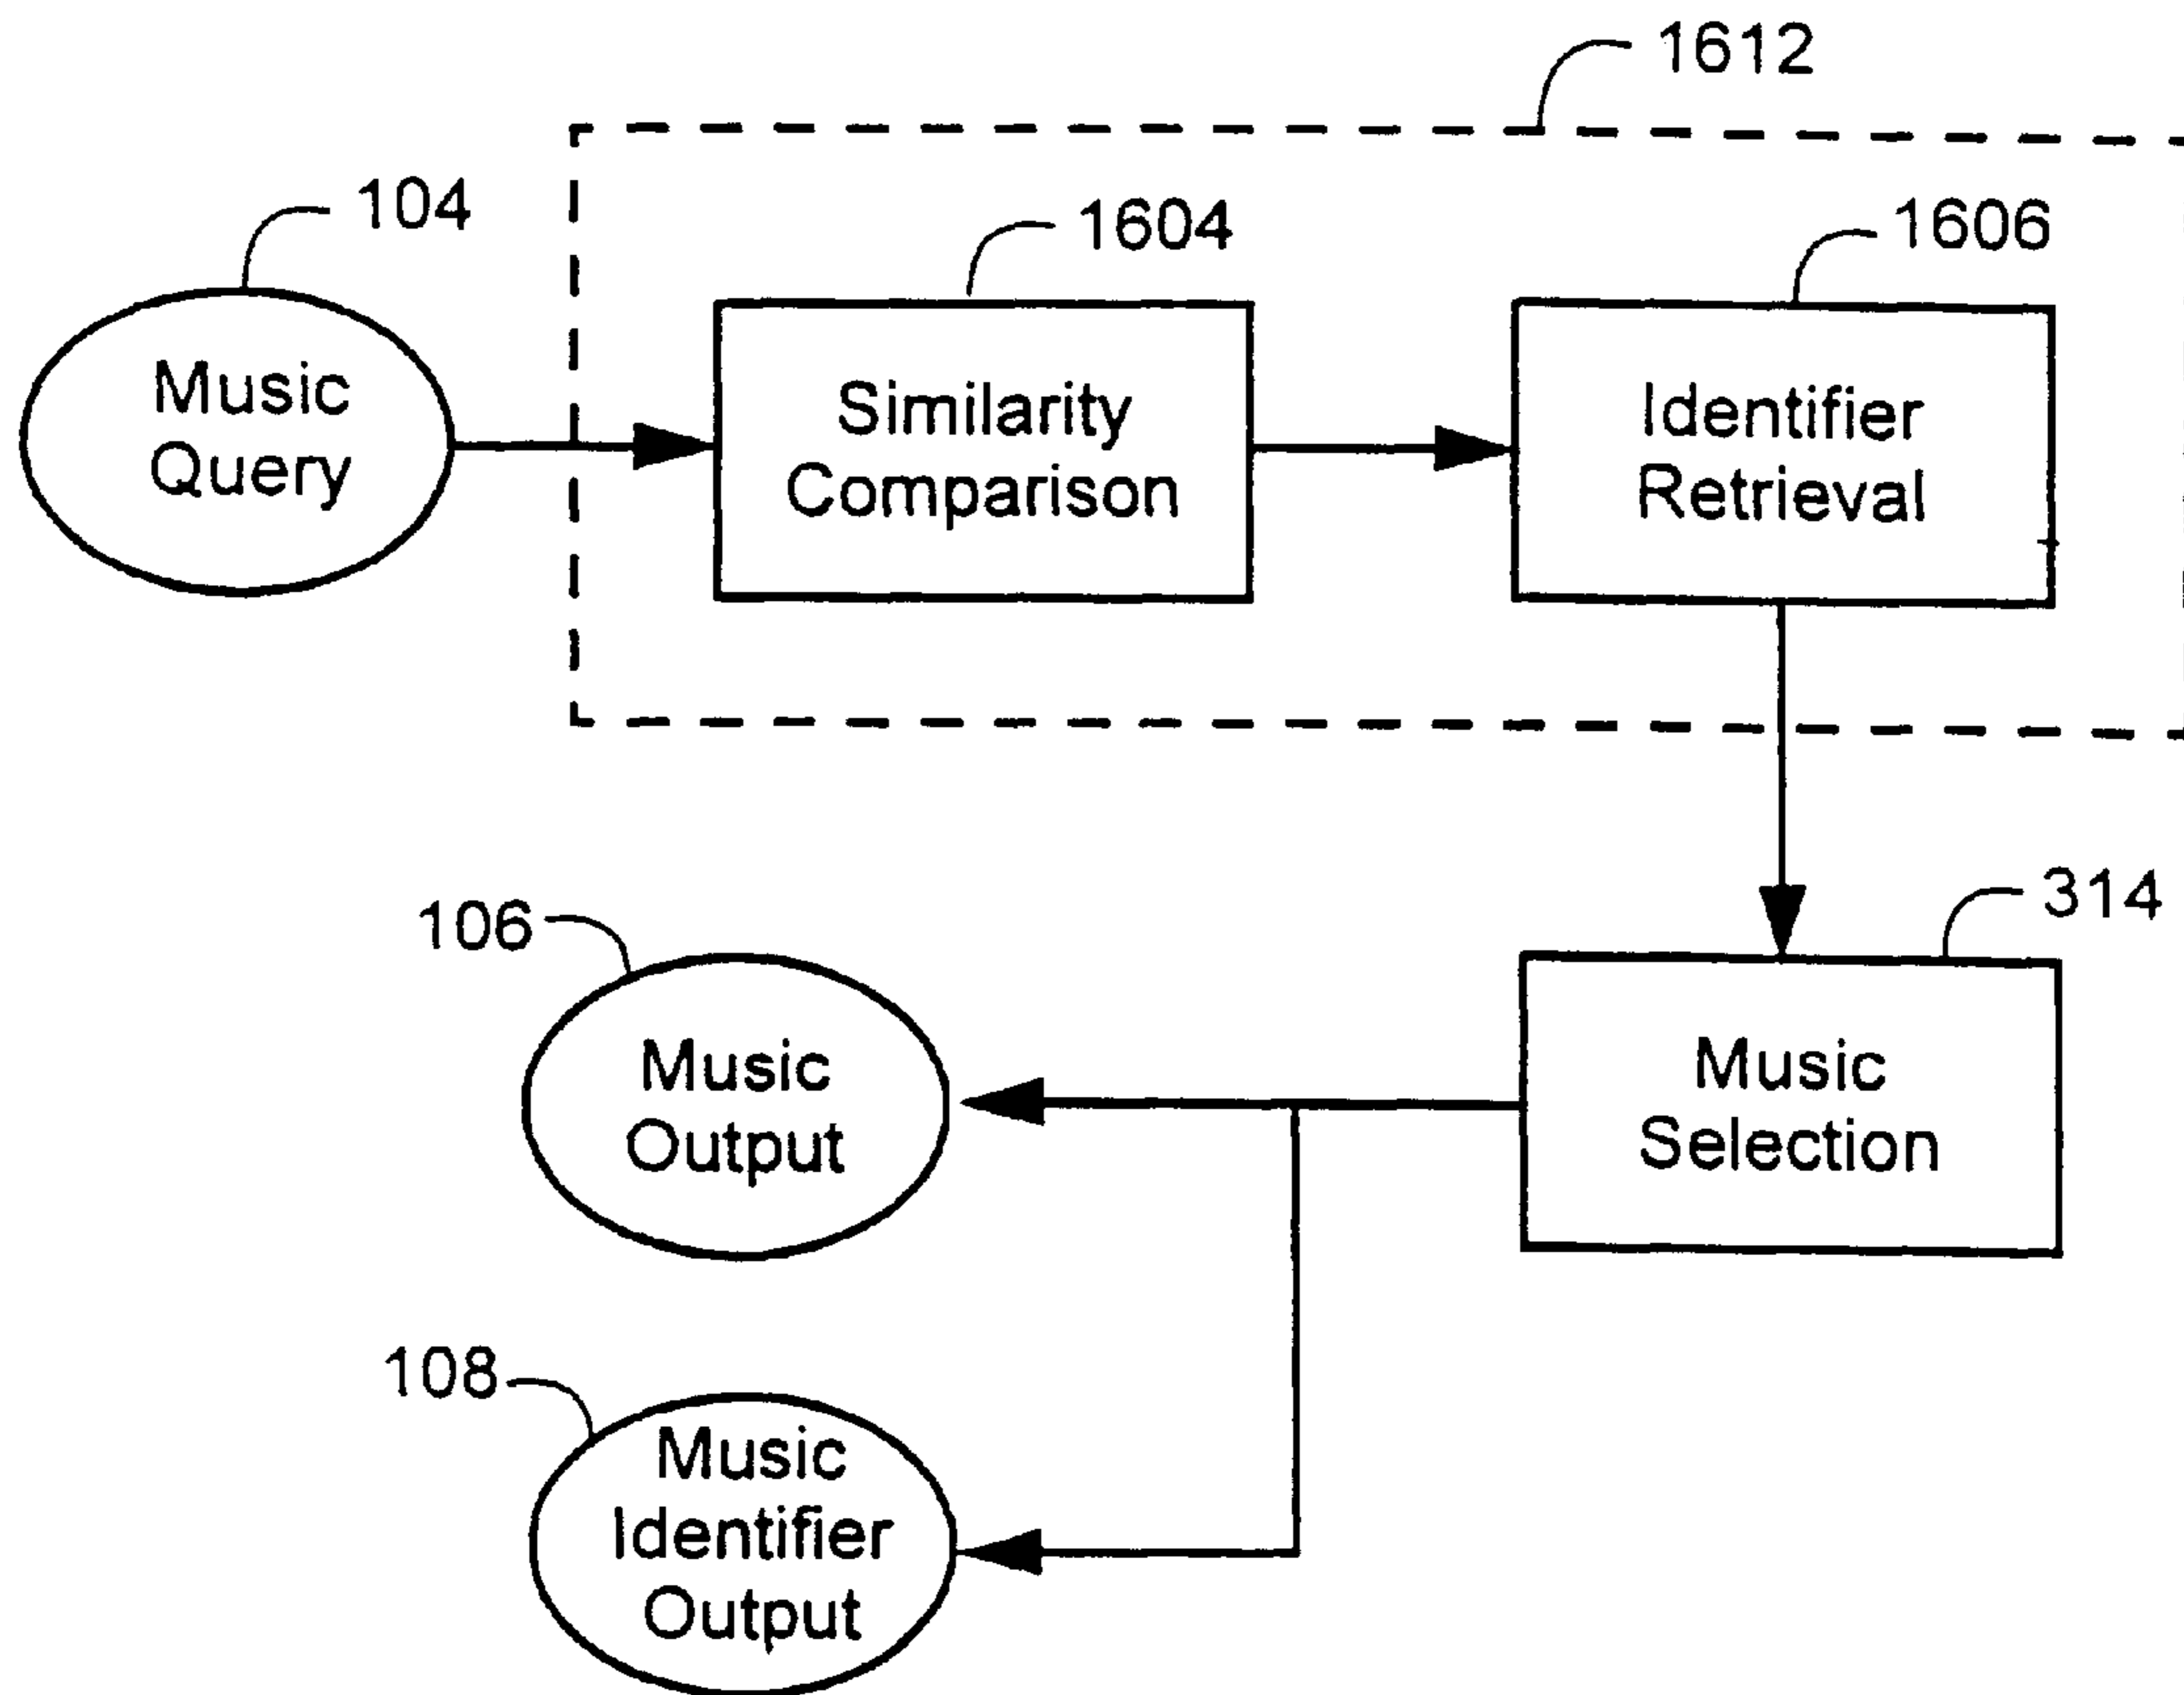 1612
104
1604
1606
Music
Query
Similarity
Comparison
Identifier
Retrieval
106
314
Music
Output
Music
Selection
108
Music
Identifier
Output